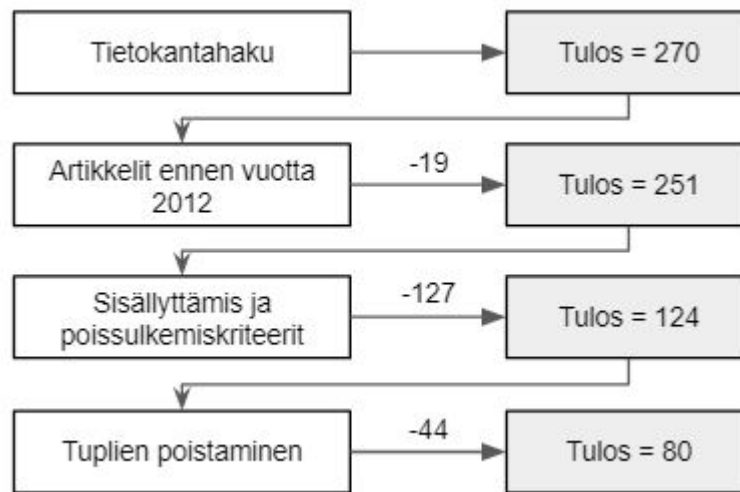 Tietokantahaku
Tulos = 270
Artikkelit ennen vuotta
2012
-19
Tulos = 251
Sisällyttämis ja
poissulkemiskriteerit
-127
Tulos = 124
Tuplien poistaminen
-44
Tulos = 80